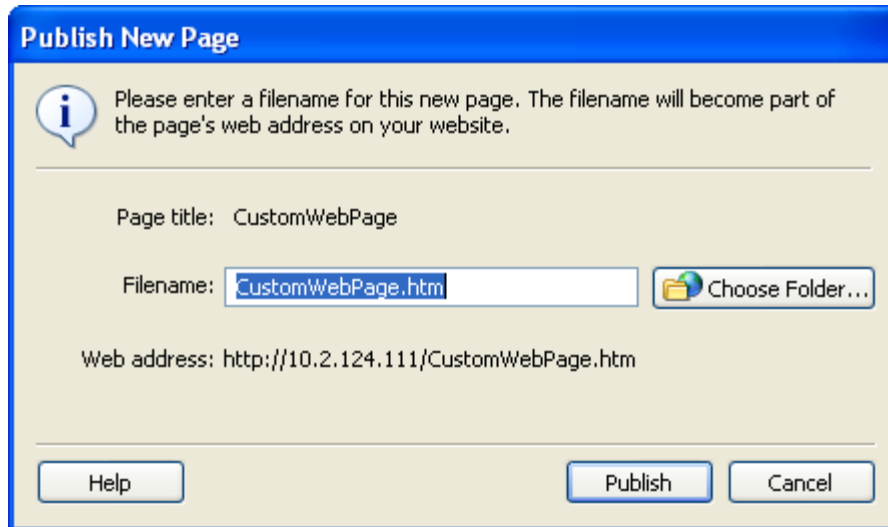 Publish New Page
Please enter a filename for this new page. The filename will become part of
the page's web address on your website.
Page title: CustomWebPage
Filename: CustomWebPage.htm Choose Folder...
Web address: http://10.2.124.111/CustomWebPage.htm
Help Publish Cancel